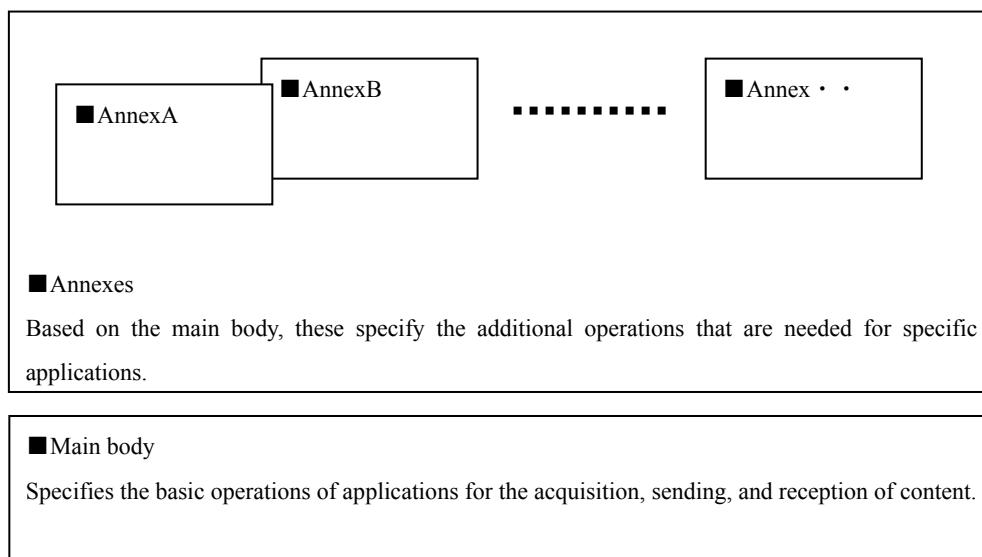 ■AnnexA
■AnnexB
■Annex・・
■Annexes
Based on the main body, these specify the additional operations that are needed for specific
applications.
■Main body
Specifies the basic operations of applications for the acquisition, sending, and reception of content.